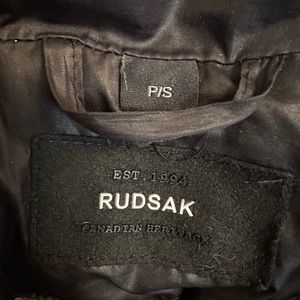 P/S
EST.1994
RUDSAK
CANADIAN HERITAGE